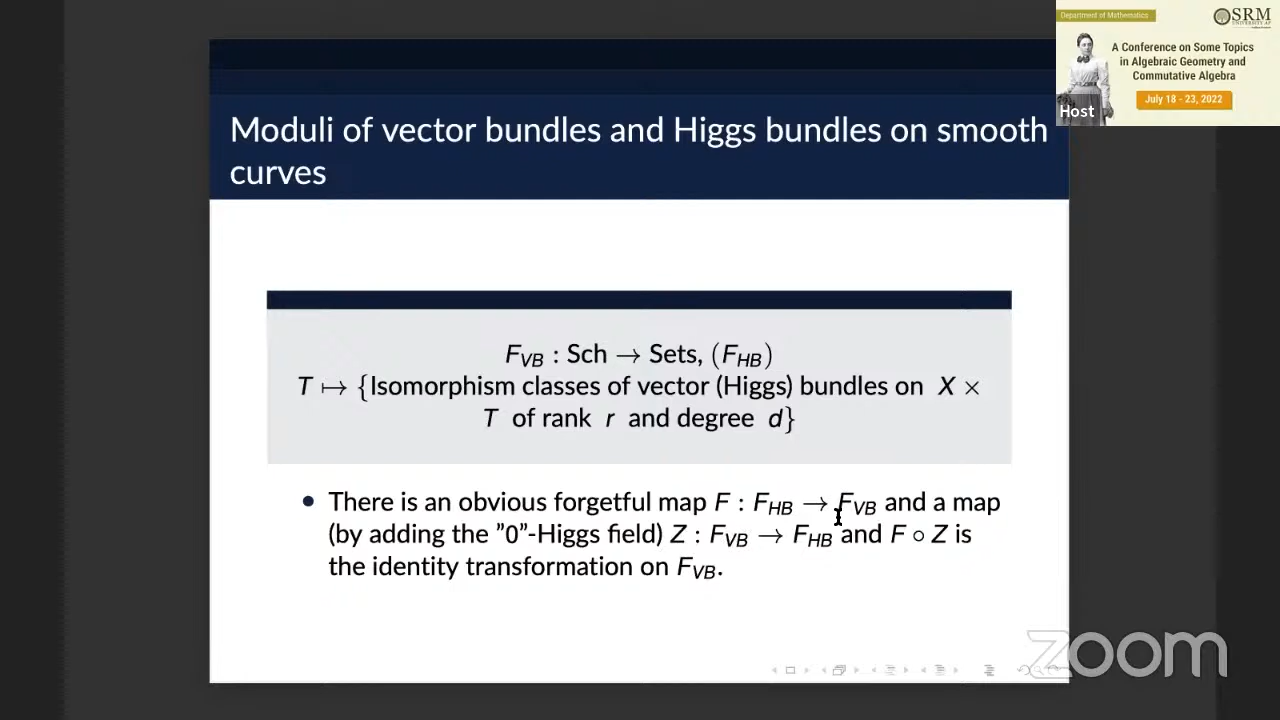 Department of Mathematics
SRM
UNIVERSITY AP
A Conference on Some Topics
in Algebraic Geometry and
Commutative Algebra
July 18 - 23, 2022
Host
Moduli of vector bundles and Higgs bundles on smooth
curves
F_VB : Sch → Sets, (F_HB)
T ↦ {Isomorphism classes of vector (Higgs) bundles on X ×
T of rank r and degree d}
• There is an obvious forgetful map F : F_HB → F_VB and a map
(by adding the ”0”-Higgs field) Z : F_VB → F_HB and F ∘ Z is
the identity transformation on F_VB.
zoom